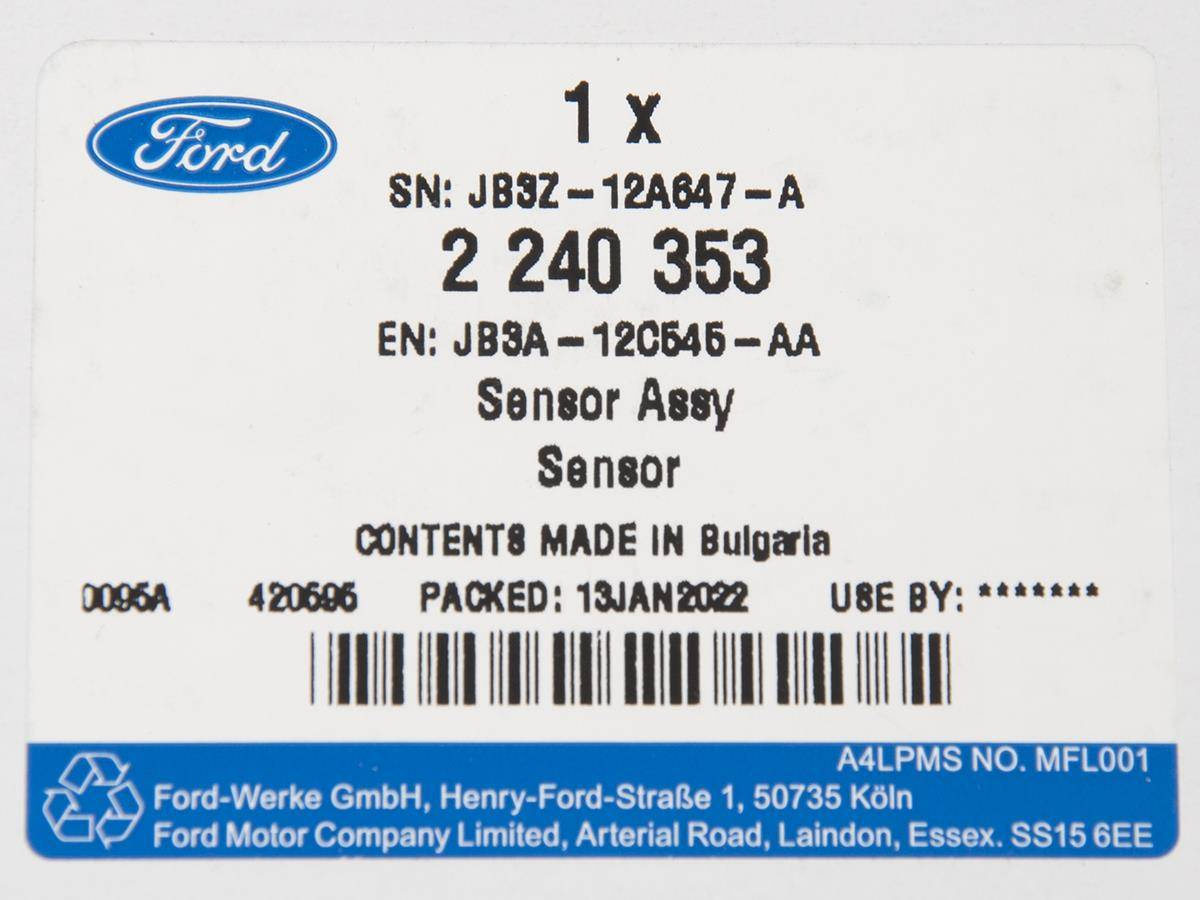 Ford
1 x
SN: JB3Z-12A647-A
2 240 353
EN: JB3A-12C545-AA
Sensor Assy
Sensor
CONTENTS MADE IN Bulgaria
0095A 420595 PACKED: 13JAN2022 USE BY: *******
A4LPMS NO. MFL001
Ford-Werke GmbH, Henry-Ford-Straße 1, 50735 Köln
Ford Motor Company Limited, Arterial Road, Laindon, Essex. SS15 6EE